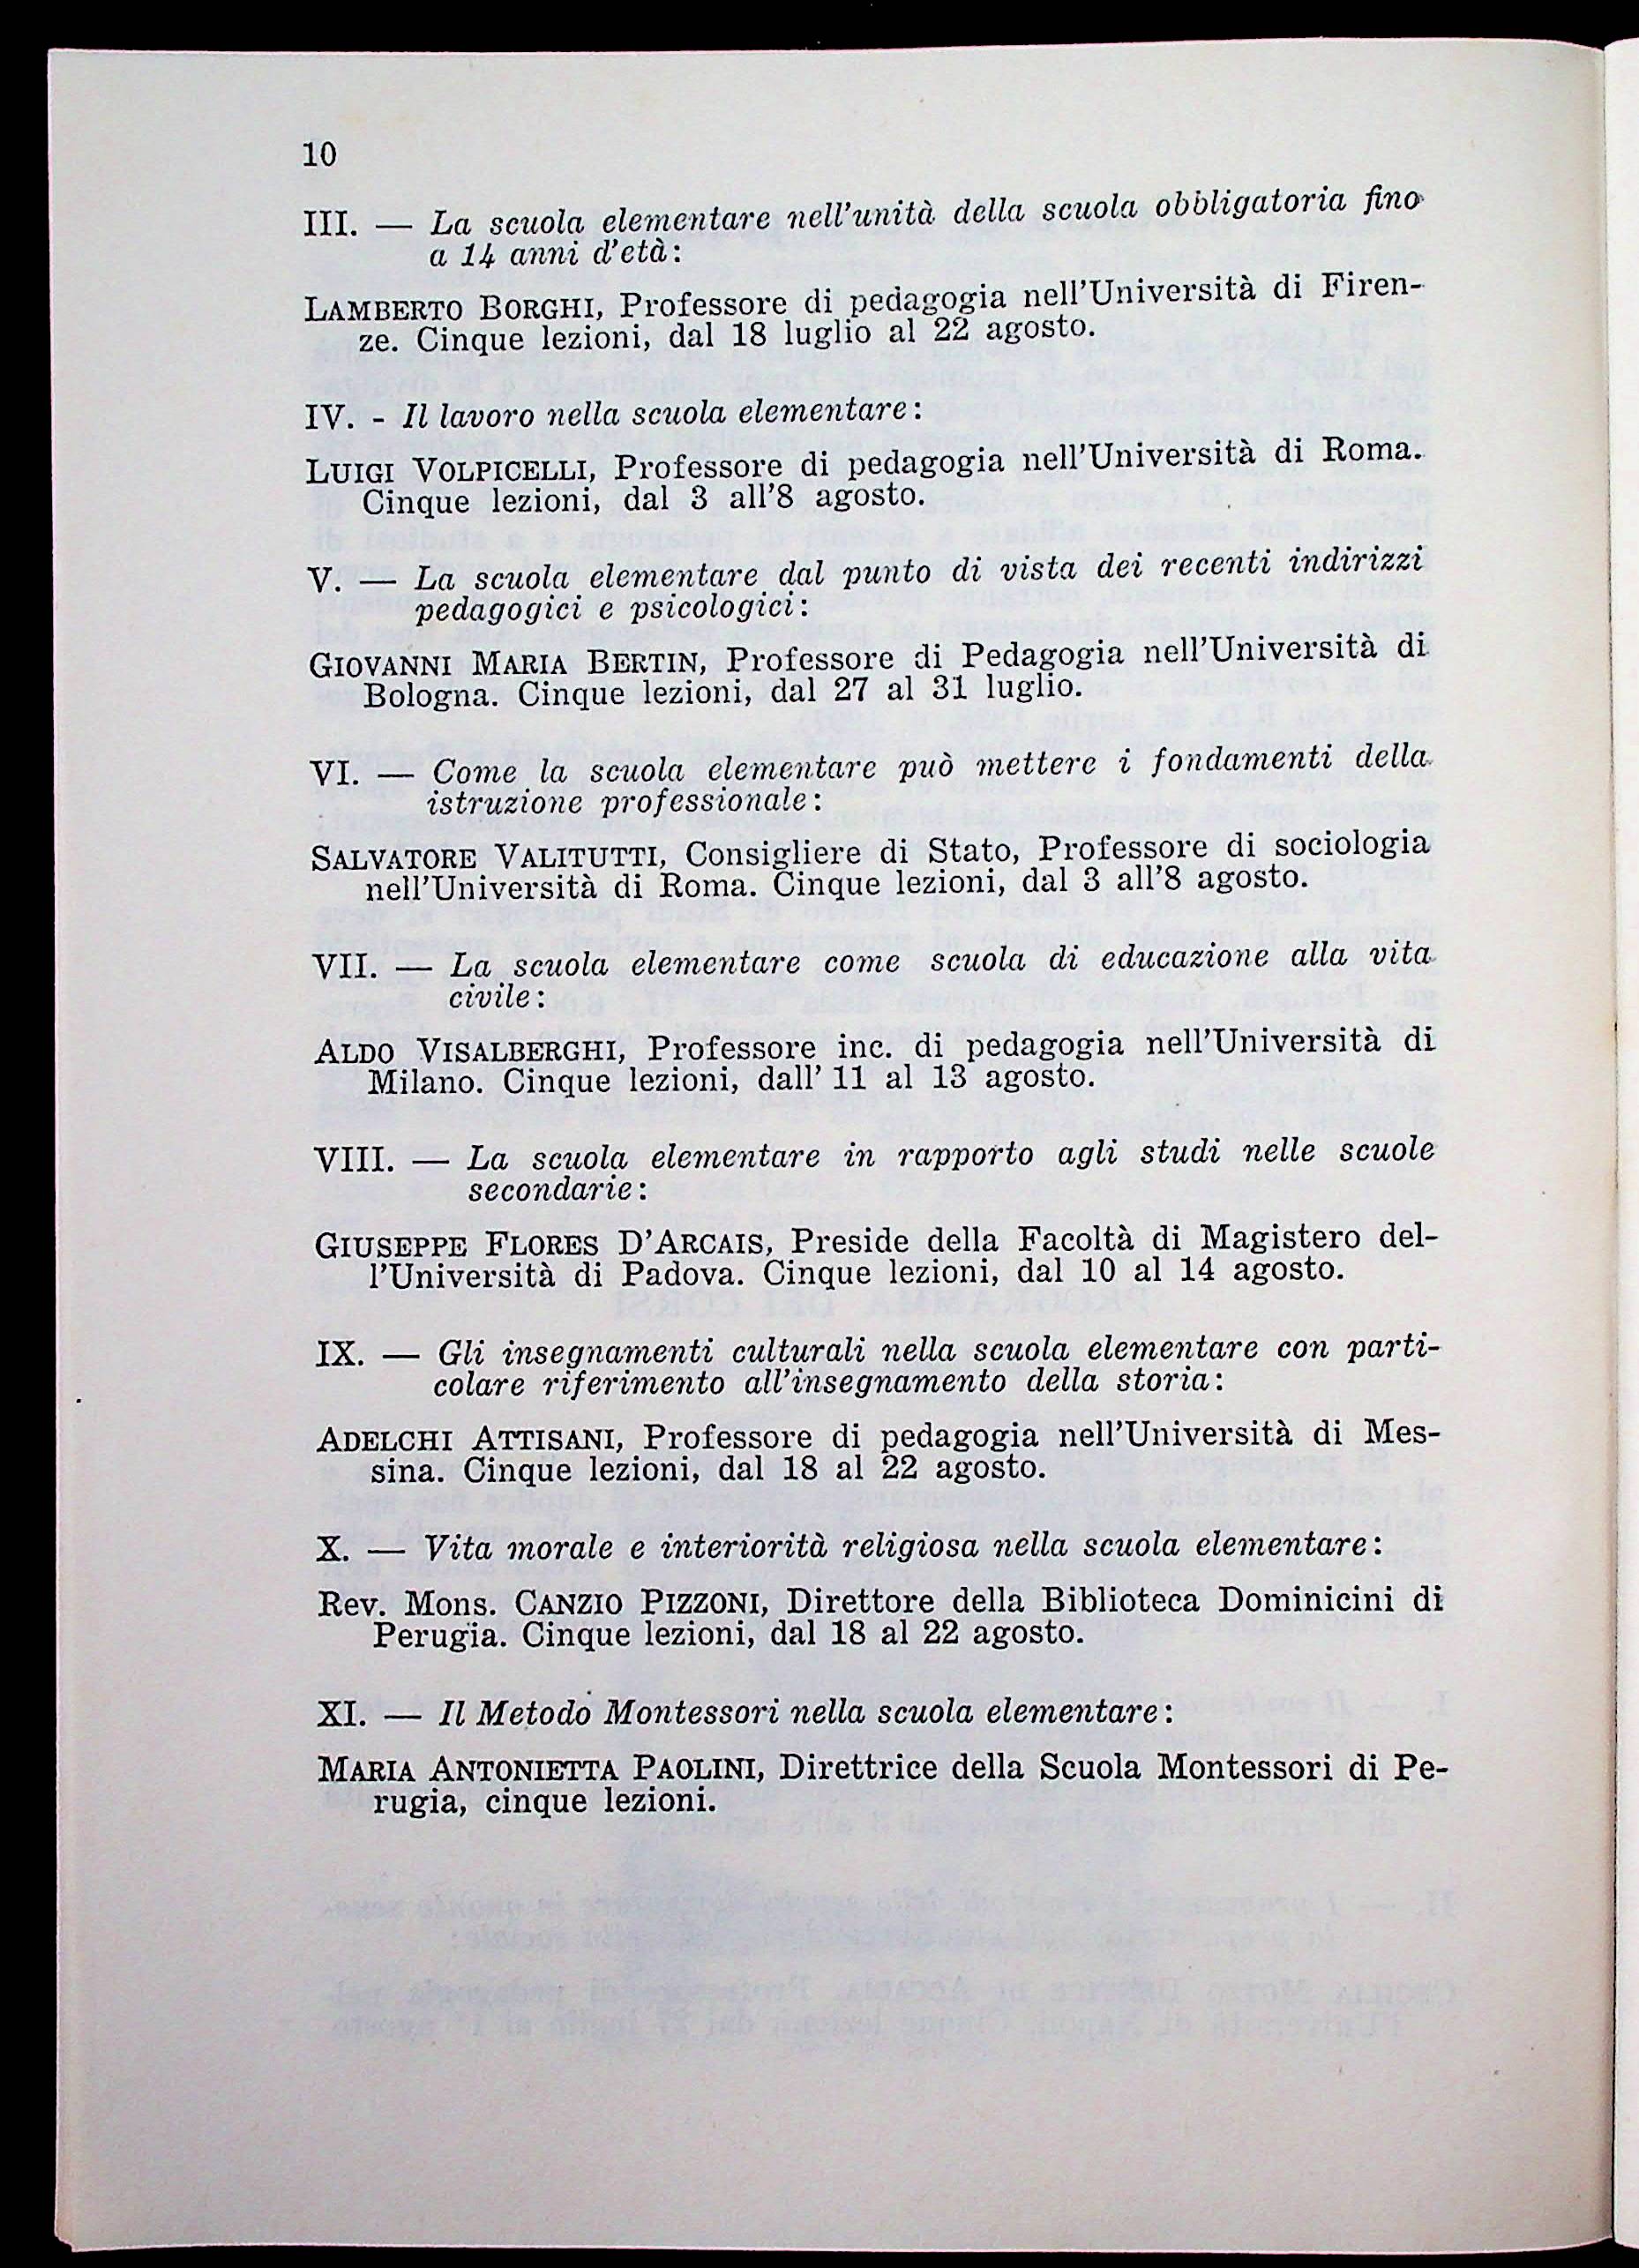 10
III. — La scuola elementare nell'unità della scuola obbligatoria fino
a 14 anni d'età:
LAMBERTO BORGHI, Professore di pedagogia nell'Università di Firen-
ze. Cinque lezioni, dal 18 luglio al 22 agosto.
IV. - Il lavoro nella scuola elementare:
LUIGI VOLPICELLI, Professore di pedagogia nell'Università di Roma.
Cinque lezioni, dal 3 all'8 agosto.
V. — La scuola elementare dal punto di vista dei recenti indirizzi
pedagogici e psicologici:
GIOVANNI MARIA BERTIN, Professore di Pedagogia nell'Università di
Bologna. Cinque lezioni, dal 27 al 31 luglio.
VI. — Come la scuola elementare può mettere i fondamenti della
istruzione professionale:
SALVATORE VALITUTTI, Consigliere di Stato, Professore di sociologia
nell'Università di Roma. Cinque lezioni, dal 3 all'8 agosto.
VII. — La scuola elementare come scuola di educazione alla vita
civile:
ALDO VISALBERGHI, Professore inc. di pedagogia nell'Università di
Milano. Cinque lezioni, dall' 11 al 13 agosto.
VIII. — La scuola elementare in rapporto agli studi nelle scuole
secondarie:
GIUSEPPE FLORES D'ARCAIS, Preside della Facoltà di Magistero del-
l'Università di Padova. Cinque lezioni, dal 10 al 14 agosto.
IX. — Gli insegnamenti culturali nella scuola elementare con parti-
colare riferimento all'insegnamento della storia:
ADELCHI ATTISANI, Professore di pedagogia nell'Università di Mes-
sina. Cinque lezioni, dal 18 al 22 agosto.
X. — Vita morale e interiorità religiosa nella scuola elementare:
Rev. Mons. CANZIO PIZZONI, Direttore della Biblioteca Dominicini di
Perugia. Cinque lezioni, dal 18 al 22 agosto.
XI. — Il Metodo Montessori nella scuola elementare:
MARIA ANTONIETTA PAOLINI, Direttrice della Scuola Montessori di Pe-
rugia, cinque lezioni.